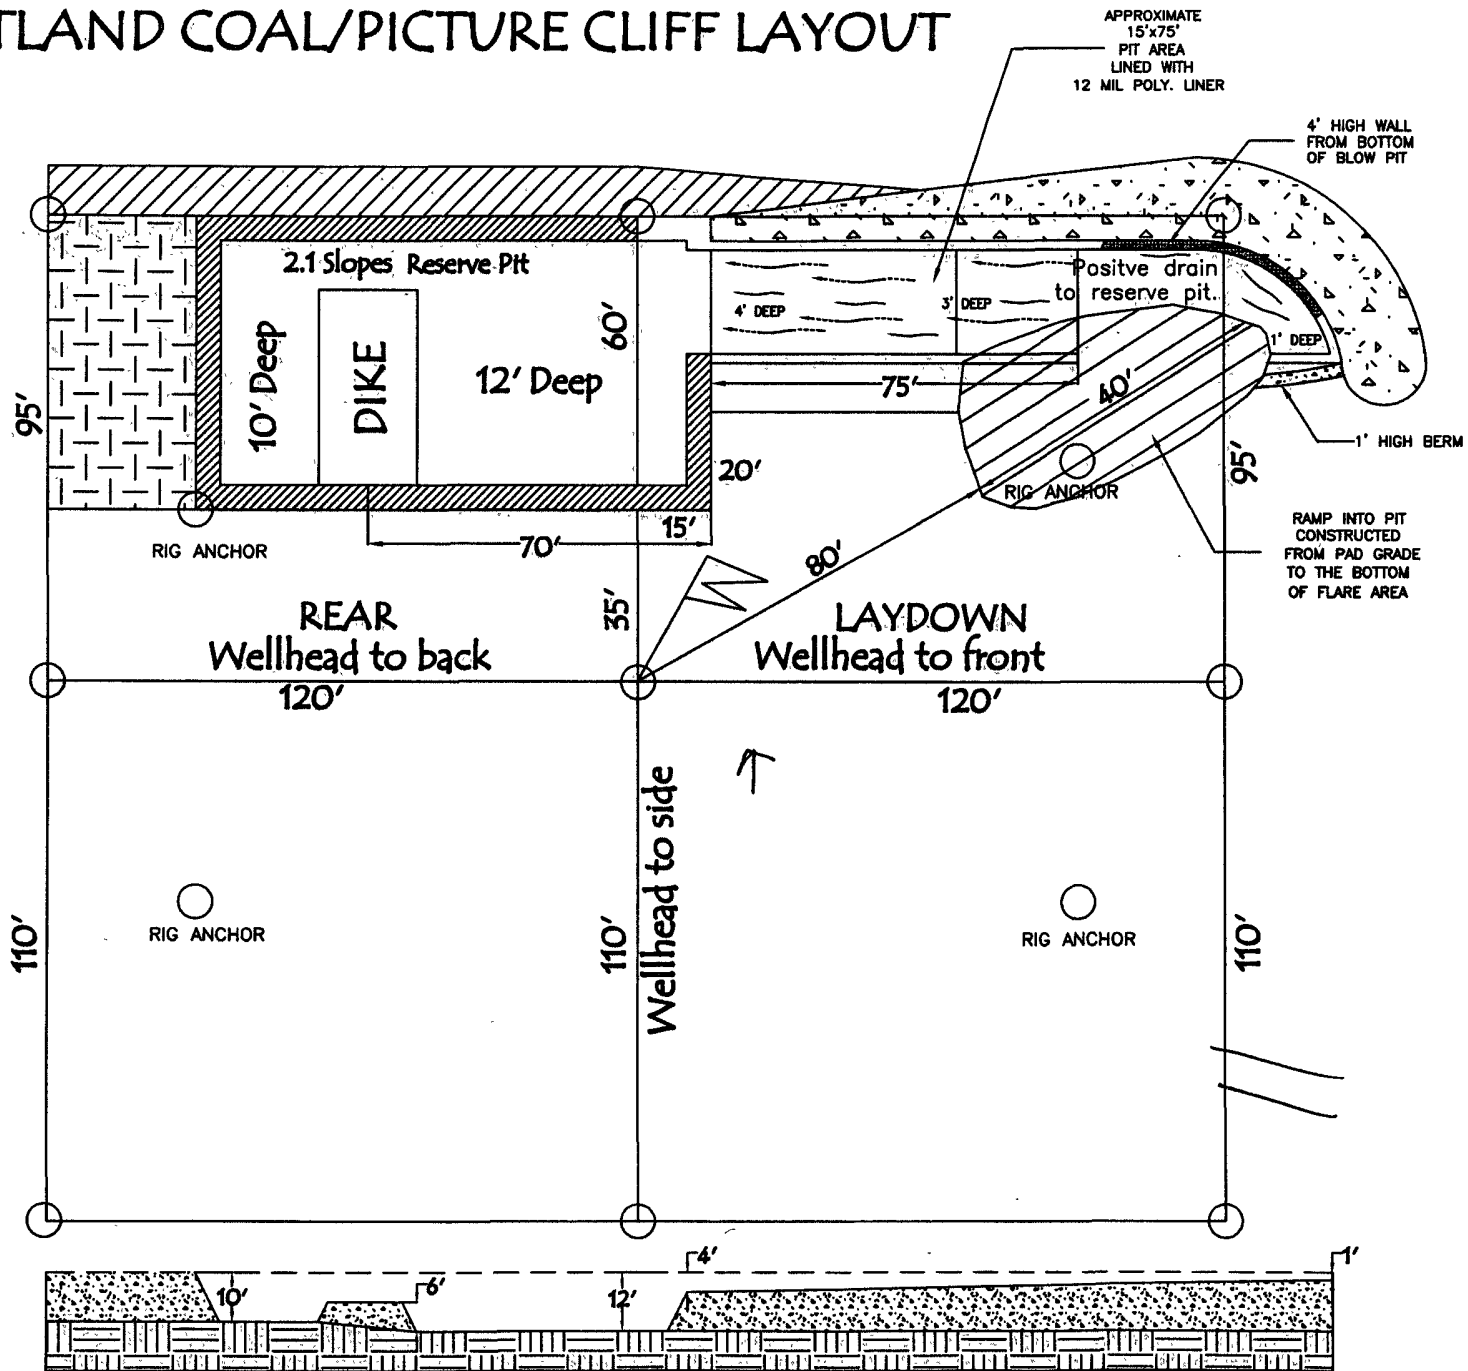 TLAND COAL/PICTURE CLIFF LAYOUT
APPROXIMATE
15'x75'
PIT AREA
LINED WITH
12 MIL POLY. LINER
4' HIGH WALL
FROM BOTTOM
OF BLOW PIT
2.1 Slopes Reserve Pit
Positve drain
to reserve pit.
4' DEEP
3' DEEP
1' DEEP
10' Deep
DIKE
12' Deep
60'
75'
40'
95'
95'
1' HIGH BERM
20'
RIG ANCHOR
15'
70'
RIG ANCHOR
80'
35'
RAMP INTO PIT
CONSTRUCTED
FROM PAD GRADE
TO THE BOTTOM
OF FLARE AREA
REAR
Wellhead to back
120'
LAYDOWN
Wellhead to front
120'
Wellhead to side
110'
110'
110'
RIG ANCHOR
RIG ANCHOR
10'
6'
12'
4'
1'